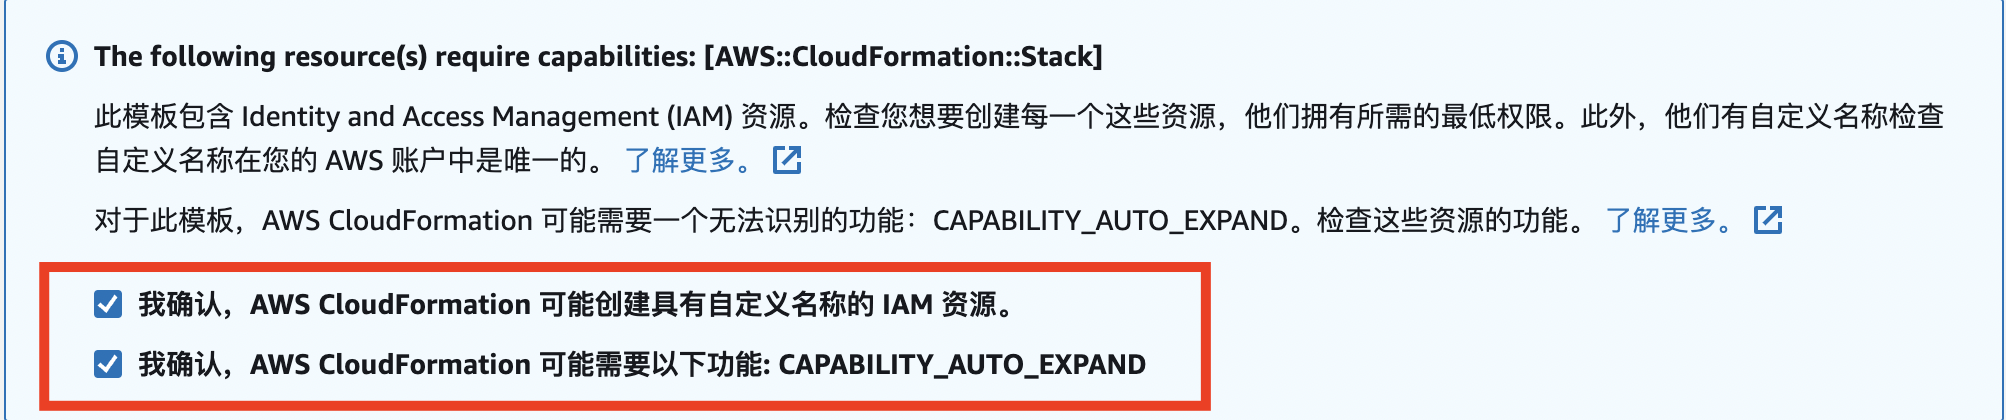 The following resource(s) require capabilities: [AWS::CloudFormation::Stack]
此模板包含 Identity and Access Management (IAM) 资源。检查您想要创建每一个这些资源，他们拥有所需的最低权限。此外，他们有自定义名称检查
自定义名称在您的 AWS 账户中是唯一的。 了解更多。
对于此模板，AWS CloudFormation 可能需要一个无法识别的功能：CAPABILITY_AUTO_EXPAND。检查这些资源的功能。 了解更多。
我确认，AWS CloudFormation 可能创建具有自定义名称的 IAM 资源。
我确认，AWS CloudFormation 可能需要以下功能: CAPABILITY_AUTO_EXPAND